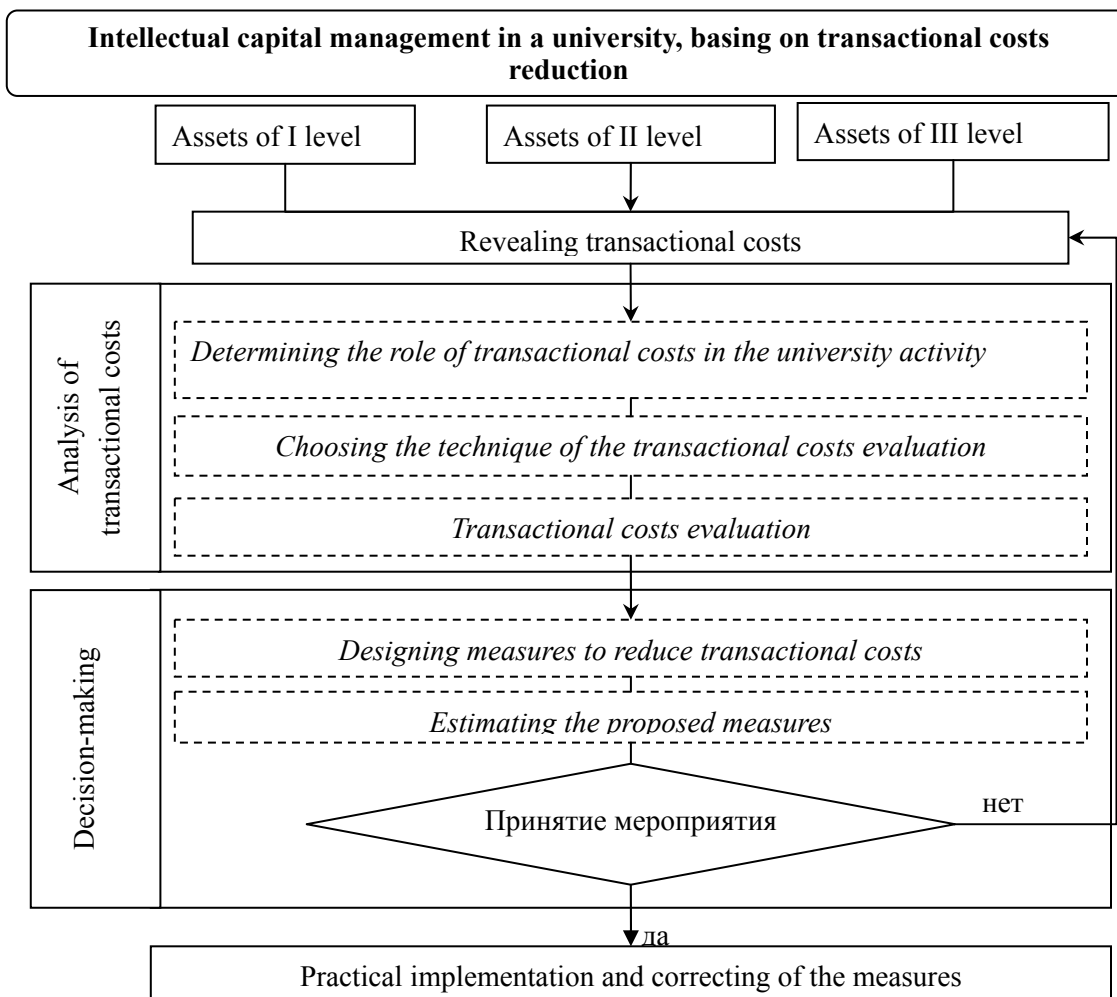 Intellectual capital management in a university, basing on transactional costs
reduction
Assets of I level
Assets of II level
Assets of III level
Revealing transactional costs
Analysis of
transactional costs
Determining the role of transactional costs in the university activity
Choosing the technique of the transactional costs evaluation
Transactional costs evaluation
Decision-making
Designing measures to reduce transactional costs
Estimating the proposed measures
Принятие мероприятия
нет
да
Practical implementation and correcting of the measures